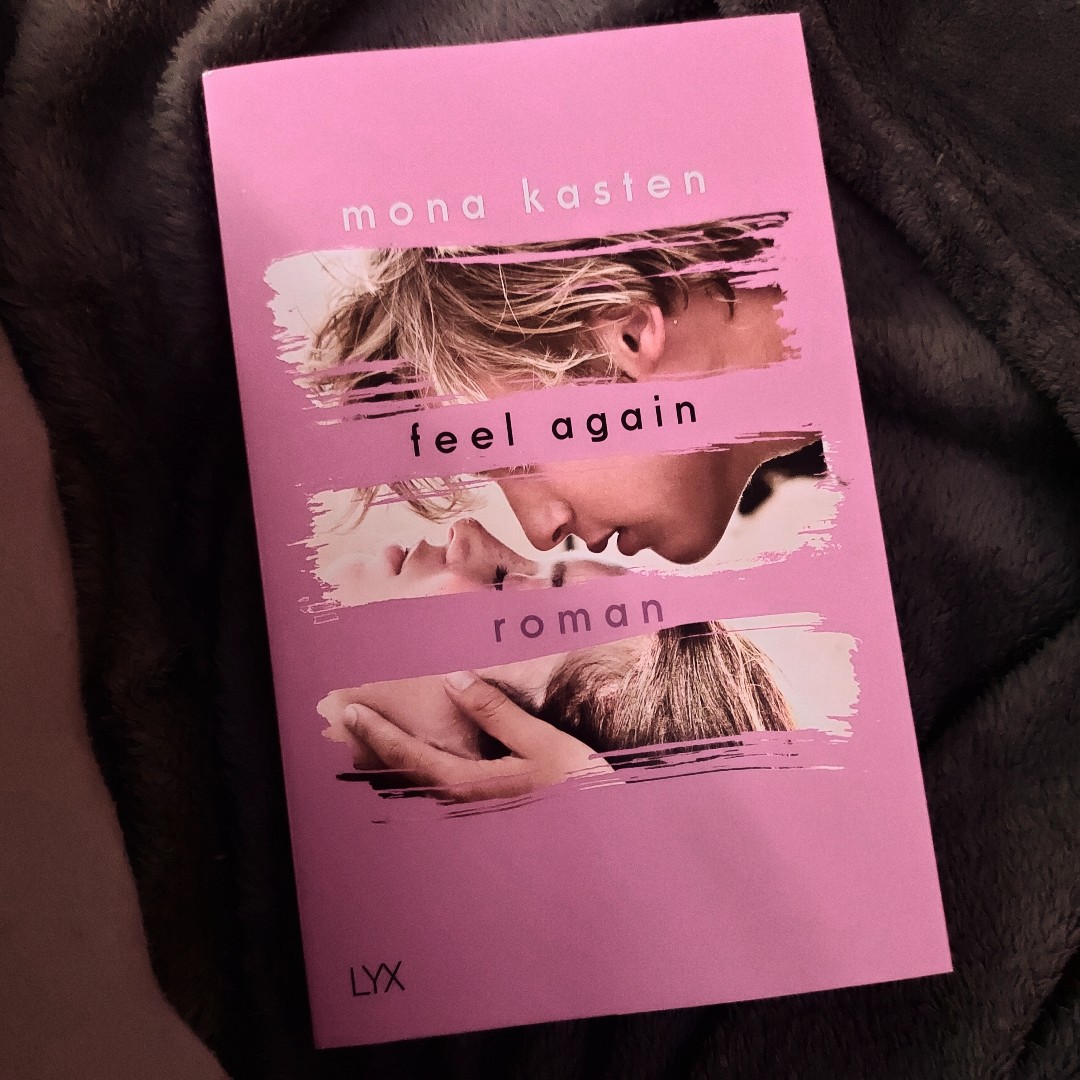 mona kasten
feel again
roman
LYX